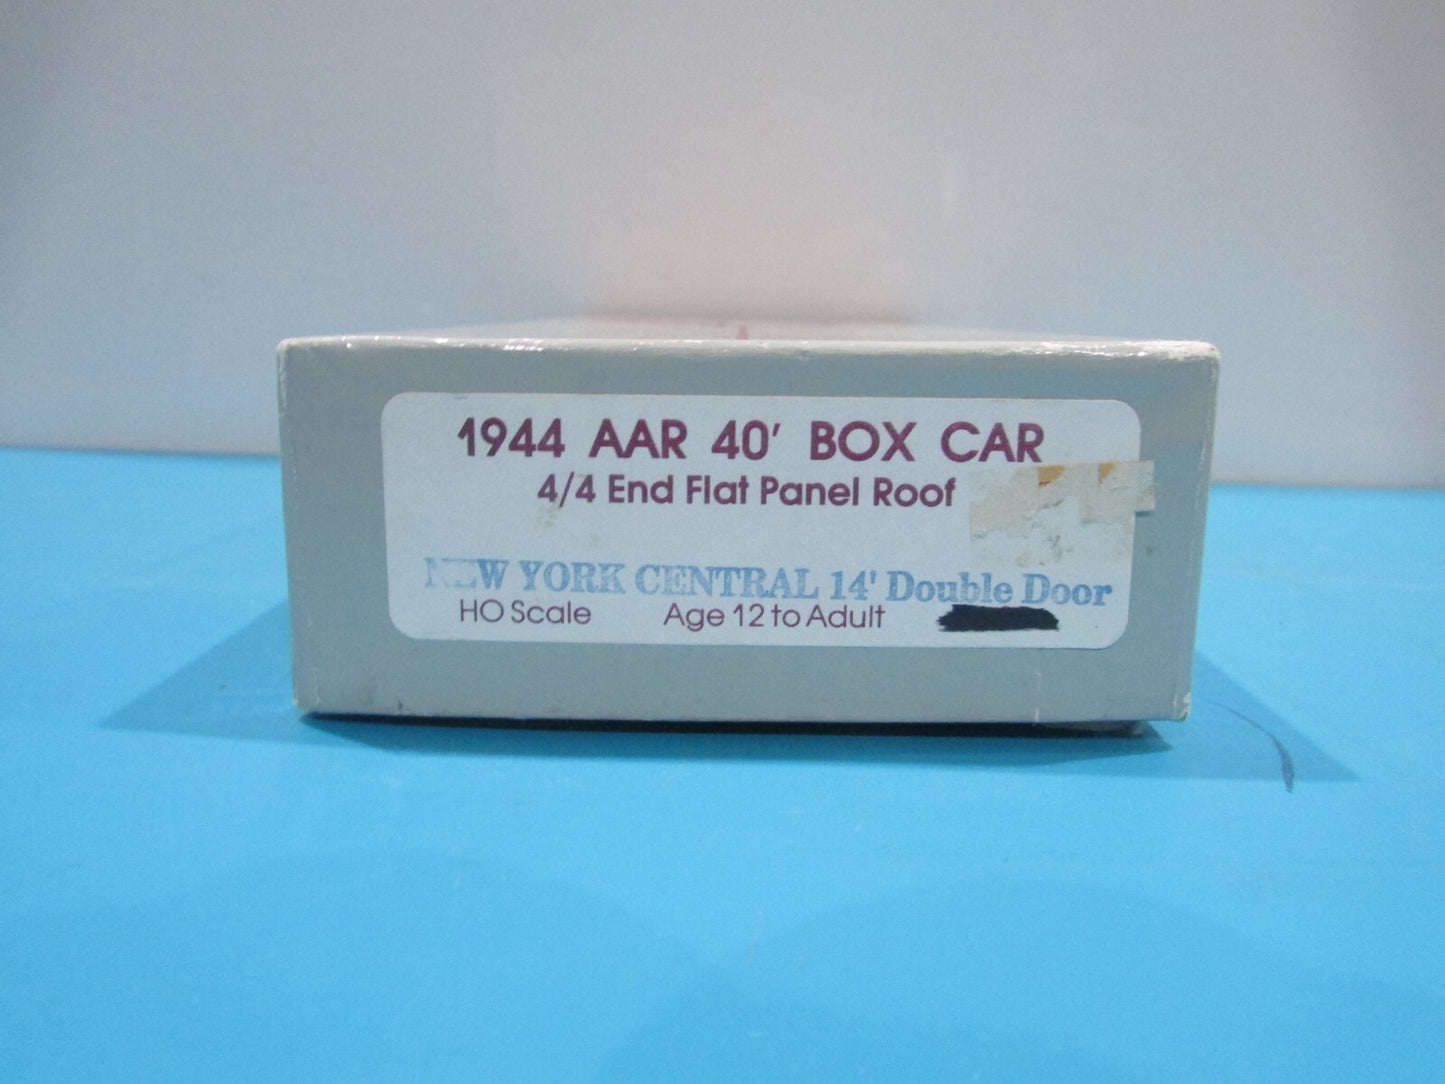 1944 AAR 40' BOX CAR
4/4 End Flat Panel Roof
NEW YORK CENTRAL 14' Double Door
HO Scale Age 12 to Adult